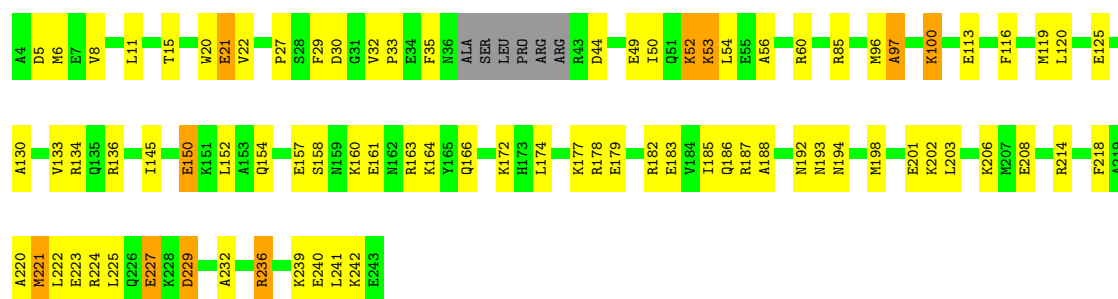 A4 D5 M6 E7 V8 L11 T15 W20 E21 V22 P27 S28 F29 D30 G31 V32 P33 E34 F35 N36 ALA SER LEU PRO ARG ARG R43 D44 E49 I50 Q51 K52 K53 L54 E55 A56 R60 R85 M96 A97 K100 E113 F116 M119 L120 E125
A130 V133 R134 Q135 R136 I145 E150 K151 L152 A153 Q154 E157 S158 N159 K160 E161 N162 R163 K164 Y165 Q166 K172 H173 L174 K177 R178 E179 R182 E183 V184 I185 Q186 R187 A188 N192 N193 N194 M198 E201 K202 L203 K206 M207 E208 R214 F218 A219
A220 M221 L222 E223 R224 L225 Q226 E227 K228 D229 A232 R236 K239 E240 L241 K242 E243